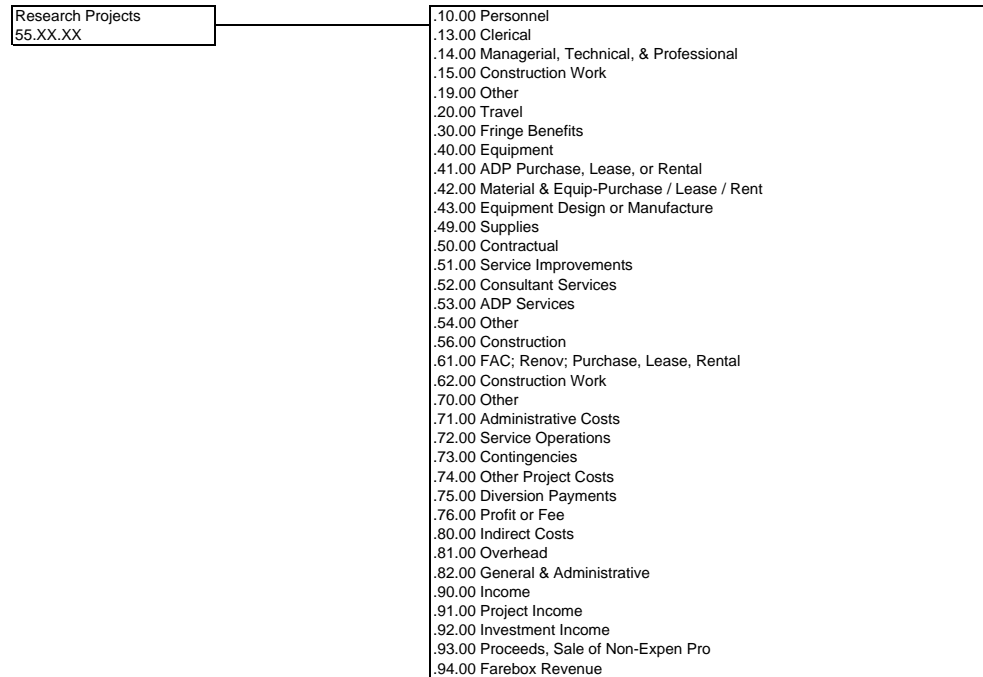 Research Projects
55.XX.XX
.10.00 Personnel
.13.00 Clerical
.14.00 Managerial, Technical, & Professional
.15.00 Construction Work
.19.00 Other
.20.00 Travel
.30.00 Fringe Benefits
.40.00 Equipment
.41.00 ADP Purchase, Lease, or Rental
.42.00 Material & Equip-Purchase / Lease / Rent
.43.00 Equipment Design or Manufacture
.49.00 Supplies
.50.00 Contractual
.51.00 Service Improvements
.52.00 Consultant Services
.53.00 ADP Services
.54.00 Other
.56.00 Construction
.61.00 FAC; Renov; Purchase, Lease, Rental
.62.00 Construction Work
.70.00 Other
.71.00 Administrative Costs
.72.00 Service Operations
.73.00 Contingencies
.74.00 Other Project Costs
.75.00 Diversion Payments
.76.00 Profit or Fee
.80.00 Indirect Costs
.81.00 Overhead
.82.00 General & Administrative
.90.00 Income
.91.00 Project Income
.92.00 Investment Income
.93.00 Proceeds, Sale of Non-Expen Pro
.94.00 Farebox Revenue